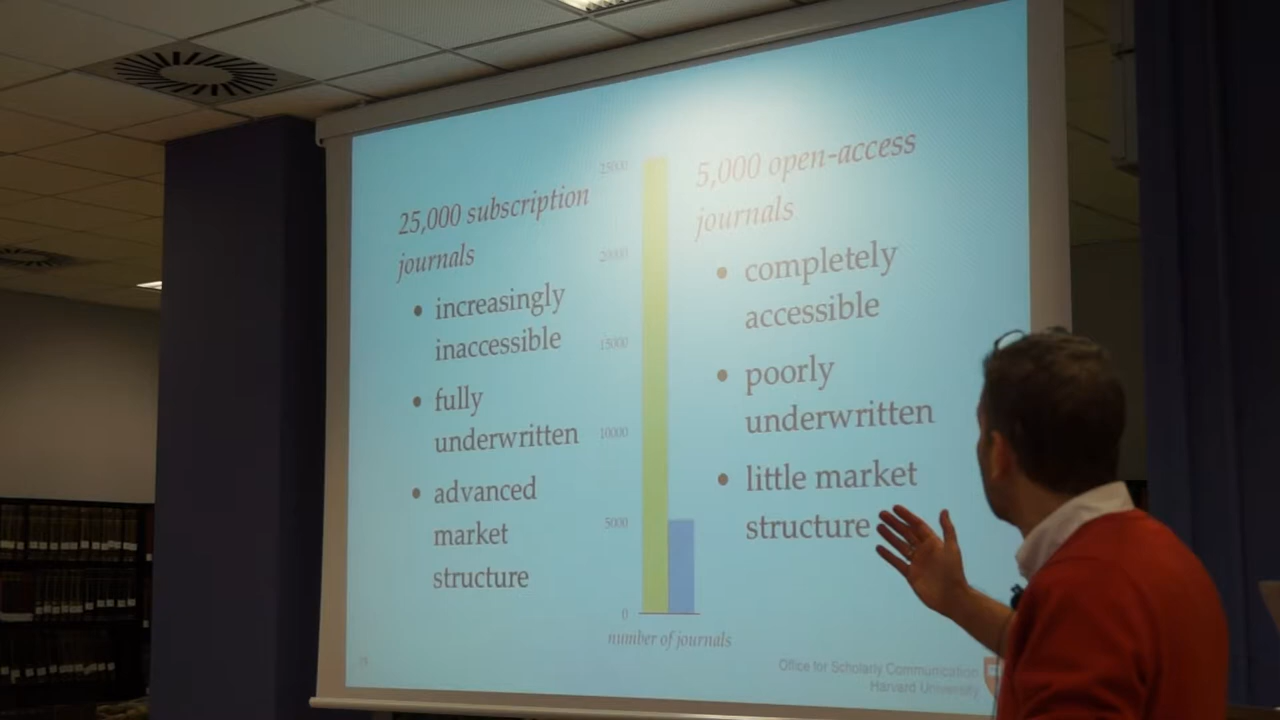 25,000 subscription
journals
• increasingly
inaccessible
• fully
underwritten
• advanced
market
structure
25000
20000
15000
10000
5000
0
number of journals
5,000 open-access
journals
• completely
accessible
• poorly
underwritten
• little market
structure
Office for Scholarly Communication
Harvard University